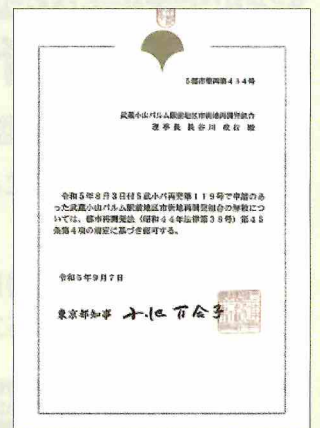 5都市整再第434号
武蔵小山パルム駅前地区市街地再開発組合
理事長 長谷川 殿
令和5年8月3日付5武小パ再発第119号で申請のあ
った武蔵小山パルム駅前地区市街地再開発組合の解散につ
いては、都市再開発法（昭和44年法律第38号）第45
条第4項の規定に基づき認可する。
令和5年9月7日
東京都知事 小池百合子